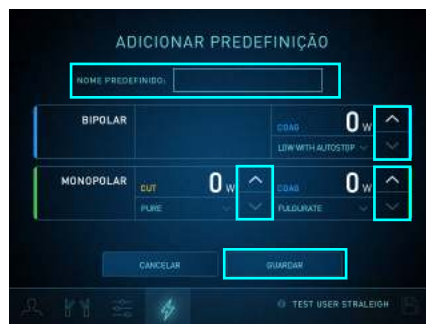 ADICIONAR PREDEFINIÇÃO
NOME PREDEFINIDO:
BIPOLAR
COAG 0 W
LOW WITH AUTOSTOP
MONOPOLAR CUT 0 W COAG 0 W
PURE FULGURATE
CANCELAR GUARDAR
TEST USER STRALEIGH